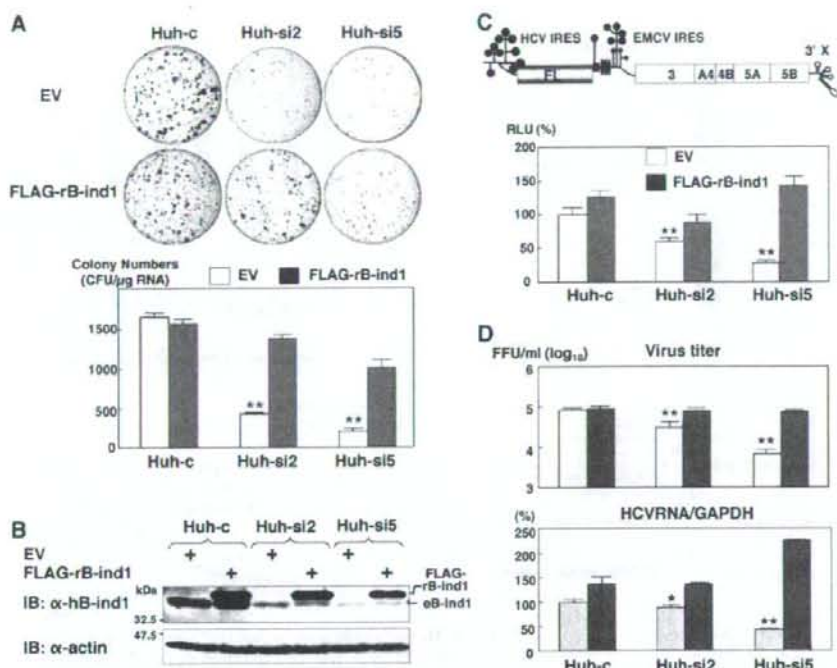 A
Huh-c Huh-si2 Huh-si5
EV
FLAG-rB-ind1
Colony Numbers
(CFU/µg RNA)
EV FLAG-rB-ind1
1500
1000
500
0
Huh-c Huh-si2 Huh-si5
B
Huh-c Huh-si2 Huh-si5
EV + + +
FLAG-rB-ind1 + + +
kDa
FLAG-
rB-ind1
eB-ind1
IB: α-hB-ind1
32.5
47.5
IB: α-actin
C
HCV IRES EMCV IRES
3' X
FL 3 A4 4B 5A 5B
RLU (%)
200
150
100
50
0
EV
FLAG-rB-ind1
** **
Huh-c Huh-si2 Huh-si5
D
FFU/ml (log₁₀) Virus titer
6
5
4
3
** **
(%) HCVRNA/GAPDH
250
200
150
100
50
0
* **
Huh-c Huh-si2 Huh-si5